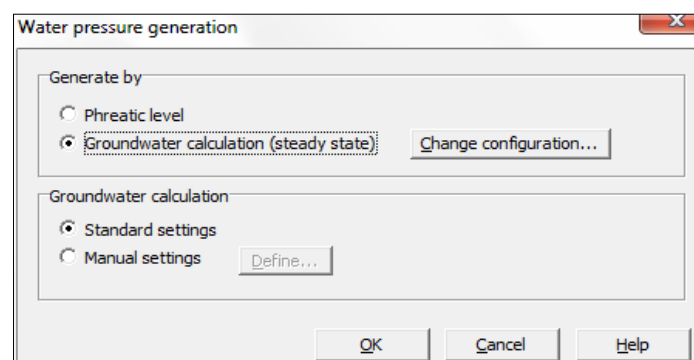 Water pressure generation
Generate by
Phreatic level
Groundwater calculation (steady state) Change configuration...
Groundwater calculation
Standard settings
Manual settings Define...
OK Cancel Help